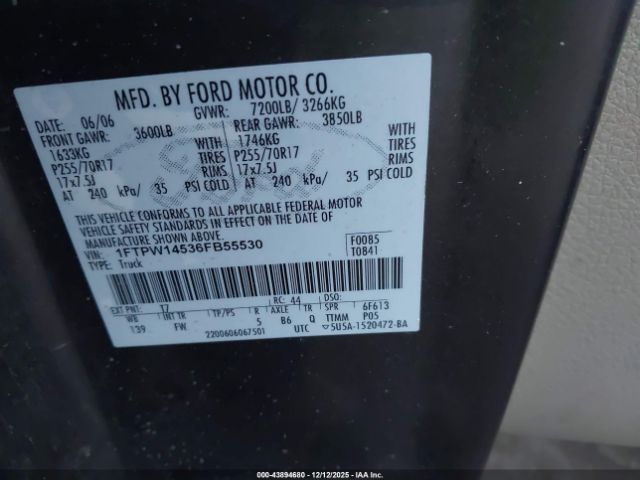 MFD. BY FORD MOTOR CO.
DATE: 06/06 GVWR: 7200LB/ 3266KG
FRONT GAWR: 3600LB REAR GAWR: 3850LB
1633KG WITH 1746KG WITH
P255/70R17 TIRES P255/70R17 TIRES
17x7.5J RIMS 17x7.5J RIMS
AT 240 kPa/ 35 PSI COLD AT 240 kPa/ 35 PSI COLD
THIS VEHICLE CONFORMS TO ALL APPLICABLE FEDERAL MOTOR
VEHICLE SAFETY STANDARDS IN EFFECT ON THE DATE OF
MANUFACTURE SHOWN ABOVE.
VIN: 1FTPW14536FB55530 F0085
TYPE: Truck T0841
EXT PNT: T7 RC: 44 DSO:
WB INT TR TP/PS R AXLE TR SPR 6F613
139 FW 5 B6 Q TTMM P05
2200606067501 UTC 5U5A-1520472-BA
Ford
000-43894680 - 12/12/2025 - IAAI.COM